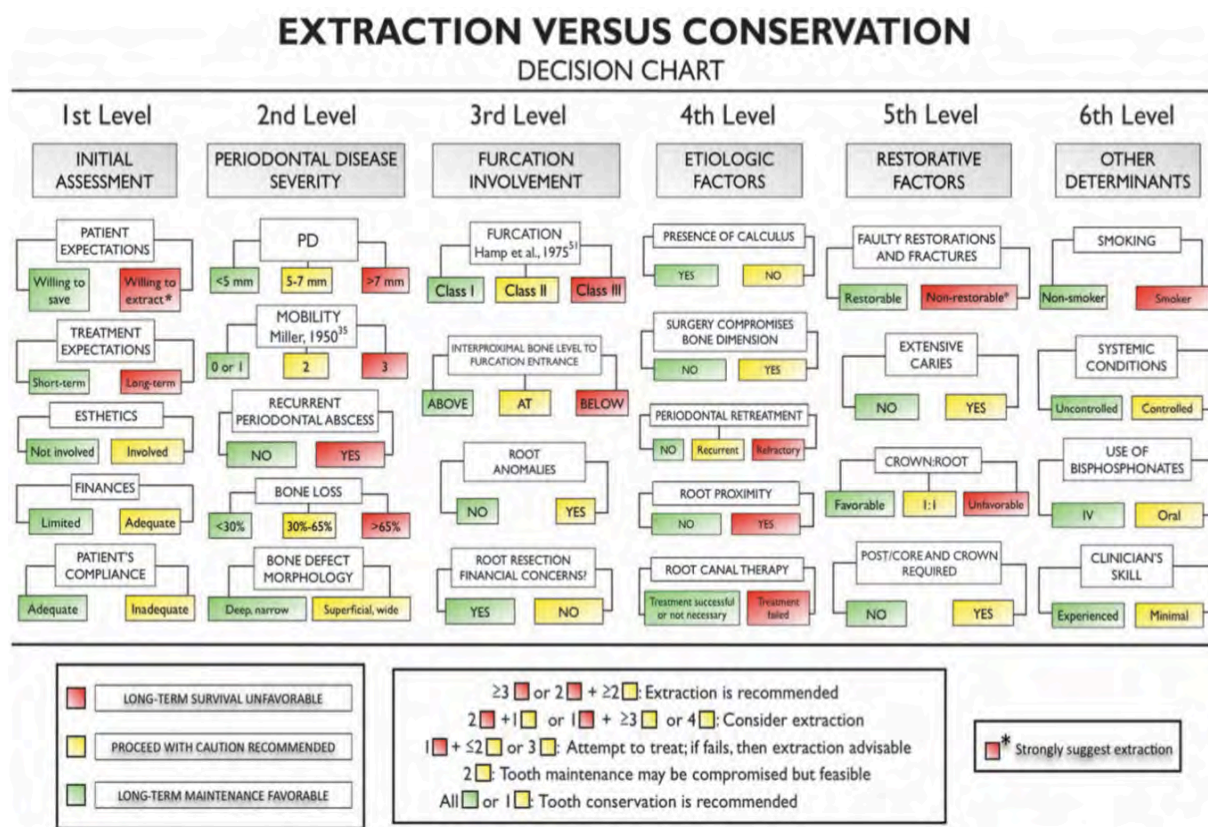 EXTRACTION VERSUS CONSERVATION
DECISION CHART
1st Level
INITIAL
ASSESSMENT
PATIENT
EXPECTATIONS
Willing to
save
Willing to
extract*
TREATMENT
EXPECTATIONS
Short-term
Long-term
ESTHETICS
Not involved
Involved
FINANCES
Limited
Adequate
PATIENT'S
COMPLIANCE
Adequate
Inadequate
2nd Level
PERIODONTAL DISEASE
SEVERITY
PD
<5 mm
5-7 mm
>7 mm
MOBILITY
Miller, 1950³⁵
0 or 1
2
3
RECURRENT
PERIODONTAL ABSCESS
NO
YES
BONE LOSS
<30%
30%-65%
>65%
BONE DEFECT
MORPHOLOGY
Deep, narrow
Superficial, wide
3rd Level
FURCATION
INVOLVEMENT
FURCATION
Hamp et al., 1975⁵¹
Class I
Class II
Class III
INTERPROXIMAL BONE LEVEL TO
FURCATION ENTRANCE
ABOVE
AT
BELOW
ROOT
ANOMALIES
NO
YES
ROOT RESECTION
FINANCIAL CONCERNS?
YES
NO
4th Level
ETIOLOGIC
FACTORS
PRESENCE OF CALCULUS
YES
NO
SURGERY COMPROMISES
BONE DIMENSION
NO
YES
PERIODONTAL RETREATMENT
NO
Recurrent
Refractory
ROOT PROXIMITY
NO
YES
ROOT CANAL THERAPY
Treatment successful
or not necessary
Treatment
failed
5th Level
RESTORATIVE
FACTORS
FAULTY RESTORATIONS
AND FRACTURES
Restorable
Non-restorable*
EXTENSIVE
CARIES
NO
YES
CROWN:ROOT
Favorable
1:1
Unfavorable
POST/CORE AND CROWN
REQUIRED
NO
YES
6th Level
OTHER
DETERMINANTS
SMOKING
Non-smoker
Smoker
SYSTEMIC
CONDITIONS
Uncontrolled
Controlled
USE OF
BISPHOSPHONATES
IV
Oral
CLINICIAN'S
SKILL
Experienced
Minimal
LONG-TERM SURVIVAL UNFAVORABLE
PROCEED WITH CAUTION RECOMMENDED
LONG-TERM MAINTENANCE FAVORABLE
≥3 or 2 + ≥2 : Extraction is recommended
2 +1 or 1 + ≥3 or 4 : Consider extraction
1 + ≤2 or 3 : Attempt to treat; if fails, then extraction advisable
2 : Tooth maintenance may be compromised but feasible
All or 1 : Tooth conservation is recommended
* Strongly suggest extraction